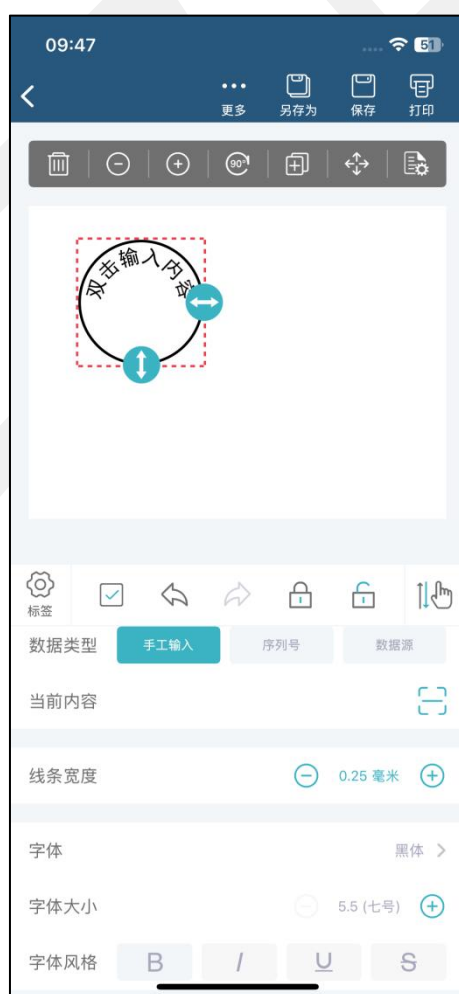 09:47
51
更多 另存为 保存 打印
90°
双击输入内容
标签
数据类型 手工输入 序列号 数据源
当前内容
线条宽度 0.25 毫米
字体 黑体
字体大小 5.5 (七号)
字体风格 B I U S